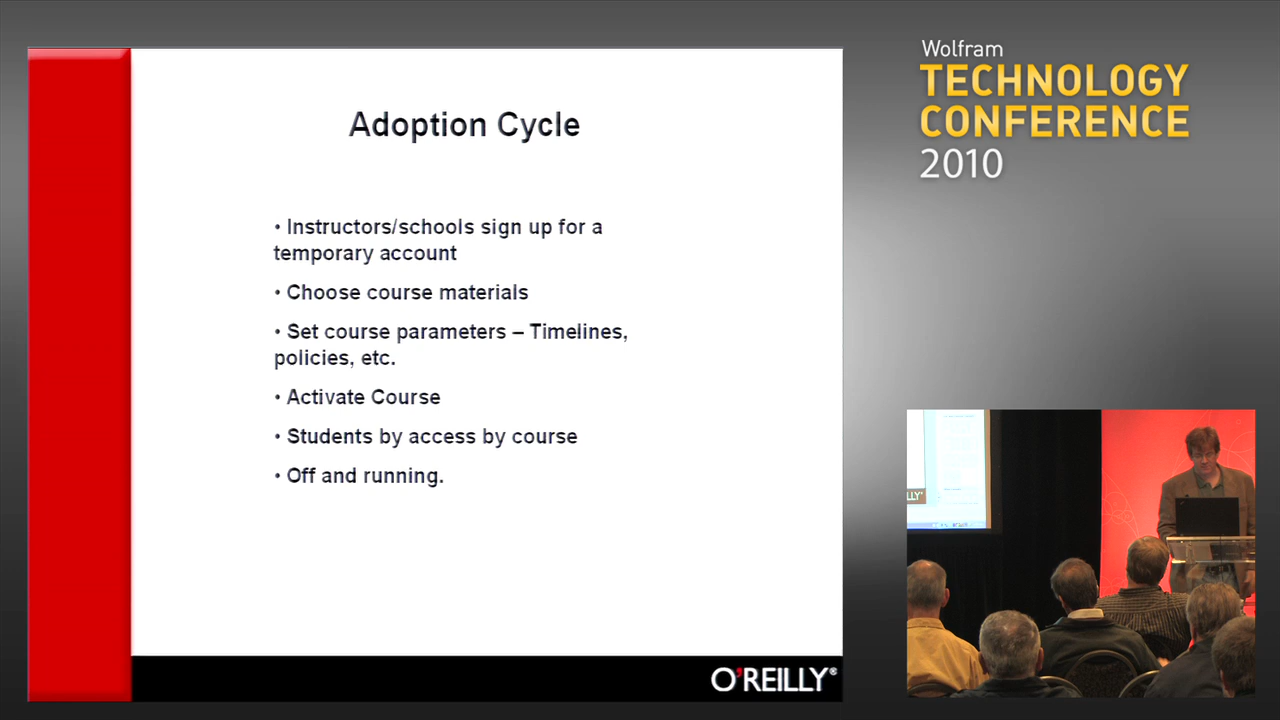 Adoption Cycle
• Instructors/schools sign up for a
temporary account
• Choose course materials
• Set course parameters – Timelines,
policies, etc.
• Activate Course
• Students by access by course
• Off and running.
O'REILLY®
Wolfram
TECHNOLOGY
CONFERENCE
2010
LLY'